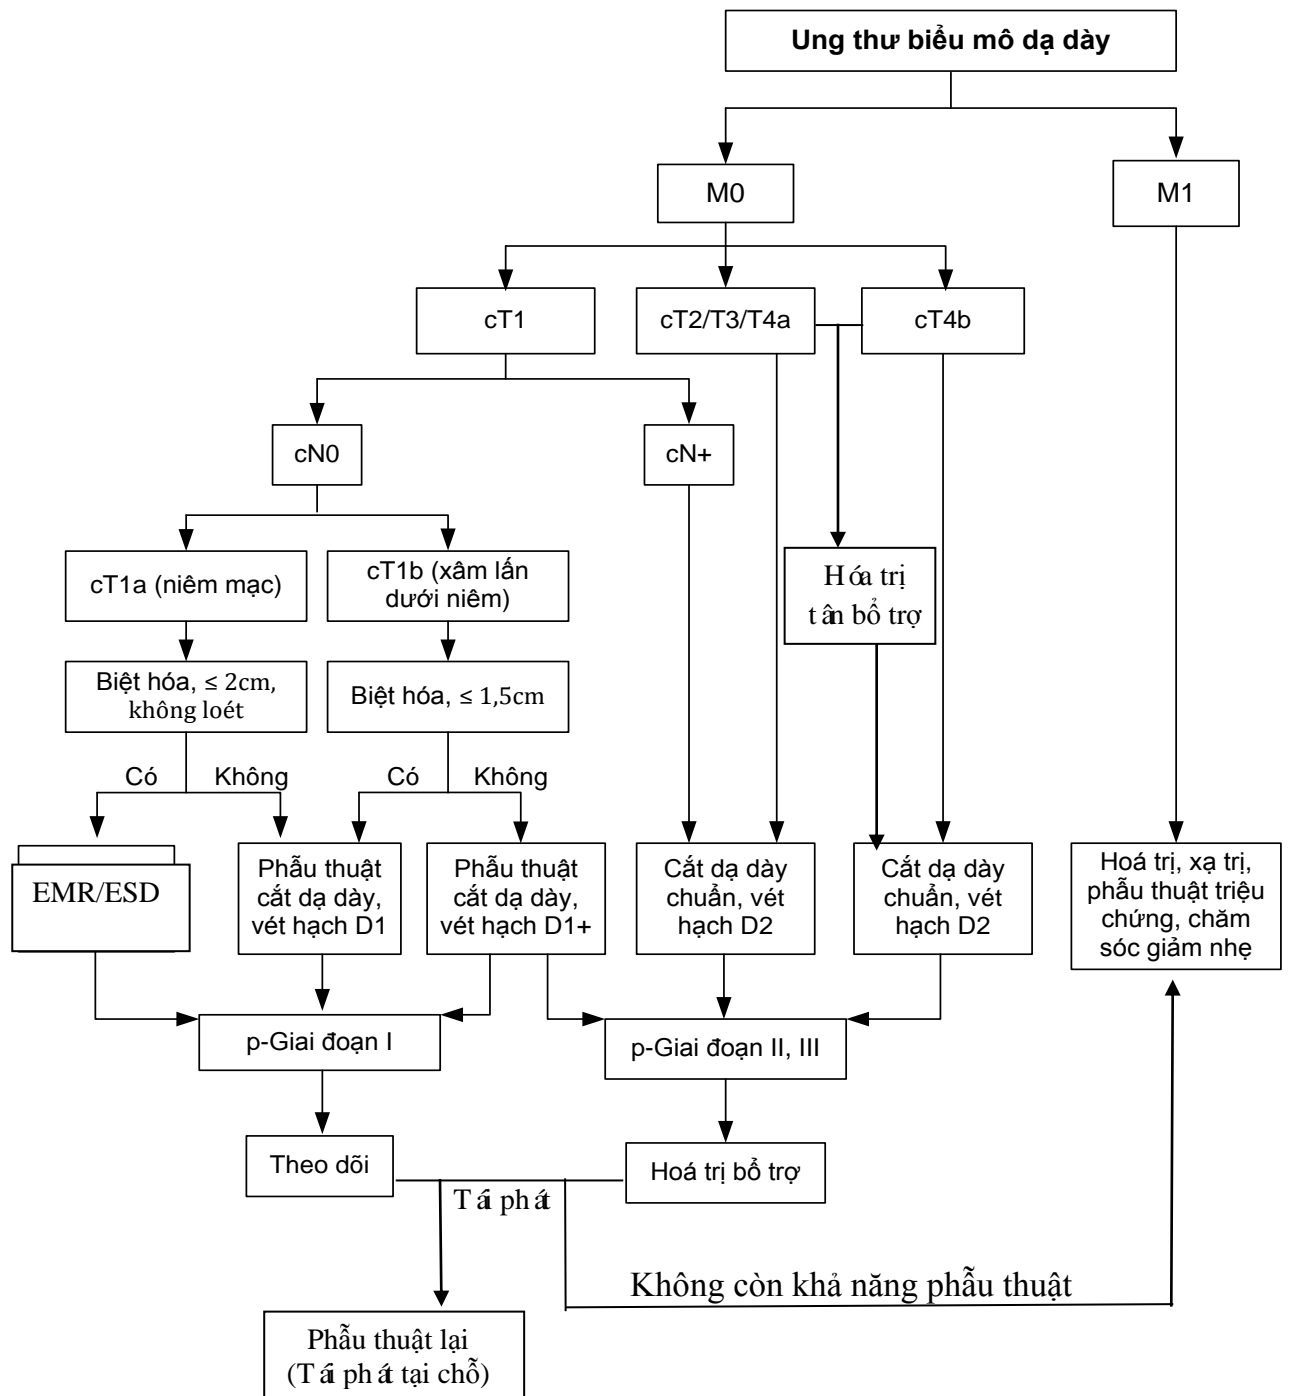 Ung thư biểu mô dạ dày
M0
M1
cT1
cT2/T3/T4a
cT4b
cN0
cN+
cT1a (niêm mạc)
cT1b (xâm lấn
dưới niêm)
Hóa trị
tân bổ trợ
Biệt hóa, ≤ 2cm,
không loét
Biệt hóa, ≤ 1,5cm
Có
Không
Có
Không
EMR/ESD
Phẫu thuật
cắt dạ dày,
vét hạch D1
Phẫu thuật
cắt dạ dày,
vét hạch D1+
Cắt dạ dày
chuẩn, vét
hạch D2
Cắt dạ dày
chuẩn, vét
hạch D2
Hoá trị, xạ trị,
phẫu thuật triệu
chứng, chăm
sóc giảm nhẹ
p-Giai đoạn I
p-Giai đoạn II, III
Theo dõi
Hoá trị bổ trợ
Tái phát
Không còn khả năng phẫu thuật
Phẫu thuật lại
(Tái phát tại chỗ)